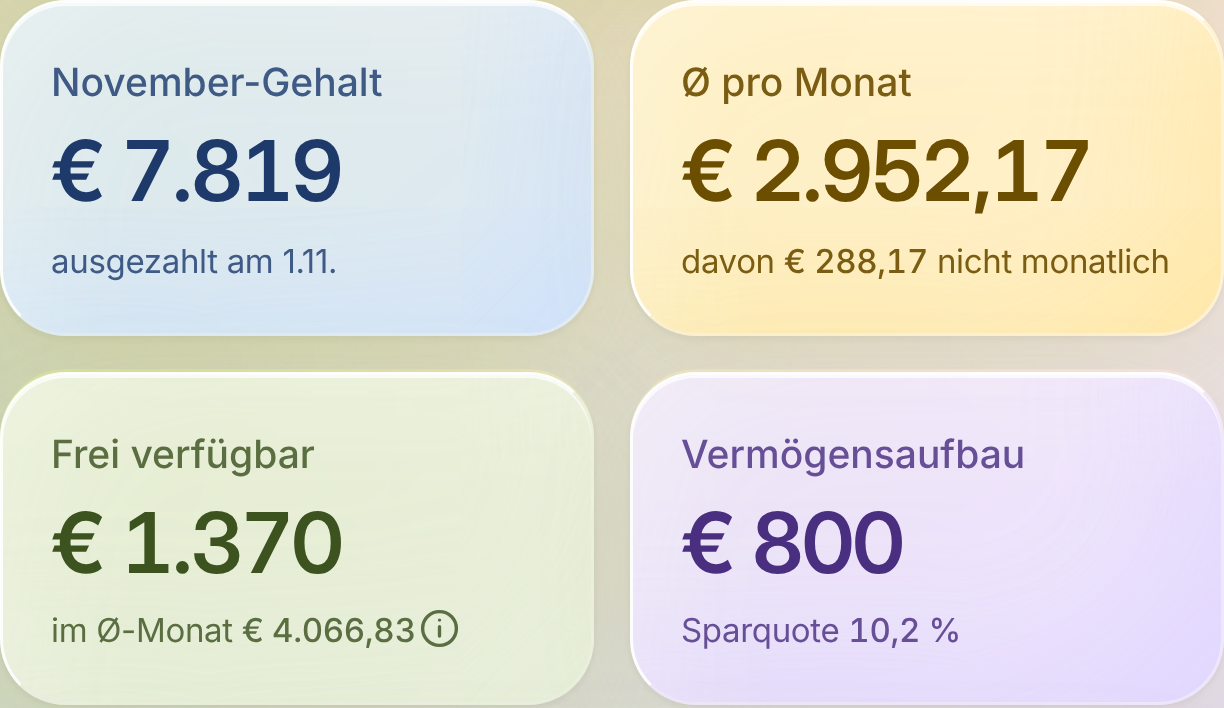 November-Gehalt
€ 7.819
ausgezahlt am 1.11.
Ø pro Monat
€ 2.952,17
davon € 288,17 nicht monatlich
Frei verfügbar
€ 1.370
im Ø-Monat € 4.066,83
Vermögensaufbau
€ 800
Sparquote 10,2 %